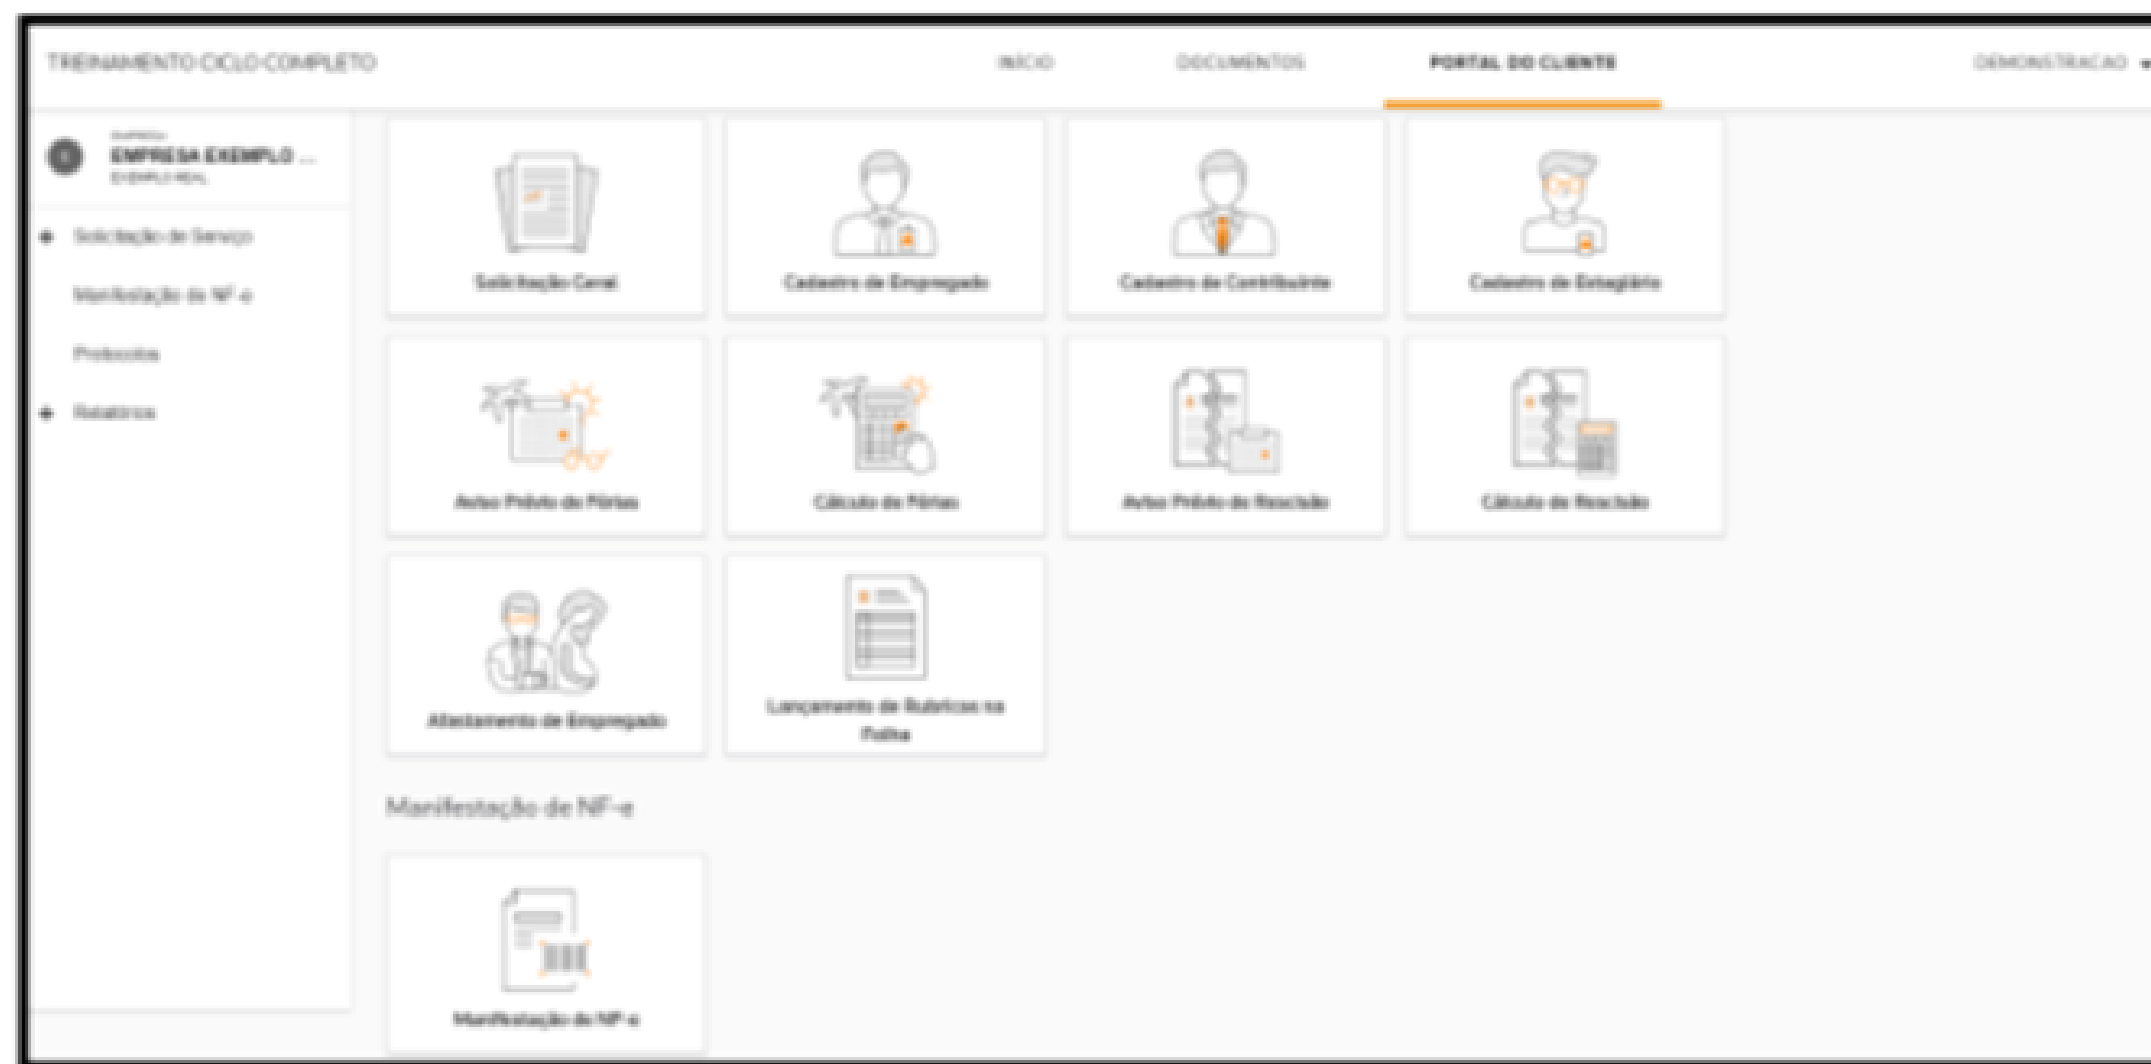 TREINAMENTO CICLO COMPLETO
INÍCIO
DOCUMENTOS
PORTAL DO CLIENTE
DEMONSTRACAO
EMPRESA
EMPRESA EXEMPLO ...
EXEMPLO REAL
Solicitação de Serviço
Manifestação de NF-e
Protocolos
Relatórios
Solicitação Geral
Cadastro de Empregado
Cadastro de Contribuinte
Cadastro de Estagiário
Aviso Prévio de Férias
Cálculo de Férias
Aviso Prévio de Rescisão
Cálculo de Rescisão
Afastamento de Empregado
Lançamento de Rubricas na
Folha
Manifestação de NF-e
Manifestação de NF-e